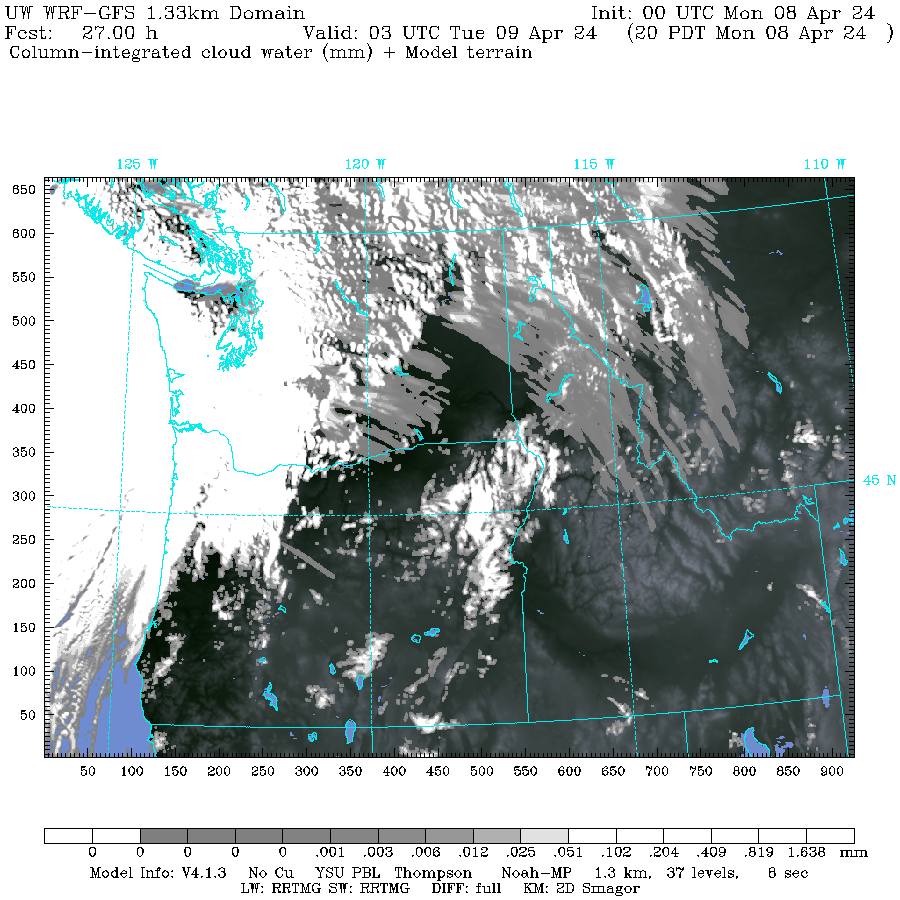 UW WRF-GFS 1.33km Domain Init: 00 UTC Mon 08 Apr 24
Fcst: 27.00 h Valid: 03 UTC Tue 09 Apr 24 (20 PDT Mon 08 Apr 24 )
Column-integrated cloud water (mm) + Model terrain
125 W 120 W 115 W 110 W
650
600
550
500
450
400
350
45 N
300
250
200
150
100
50
50 100 150 200 250 300 350 400 450 500 550 600 650 700 750 800 850 900
0 0 0 0 0 .001 .003 .006 .012 .025 .051 .102 .204 .409 .819 1.638 mm
Model Info: V4.1.3 No Cu YSU PBL Thompson Noah-MP 1.3 km, 37 levels, 8 sec
LW: RRTMG SW: RRTMG DIFF: full KM: 2D Smagor